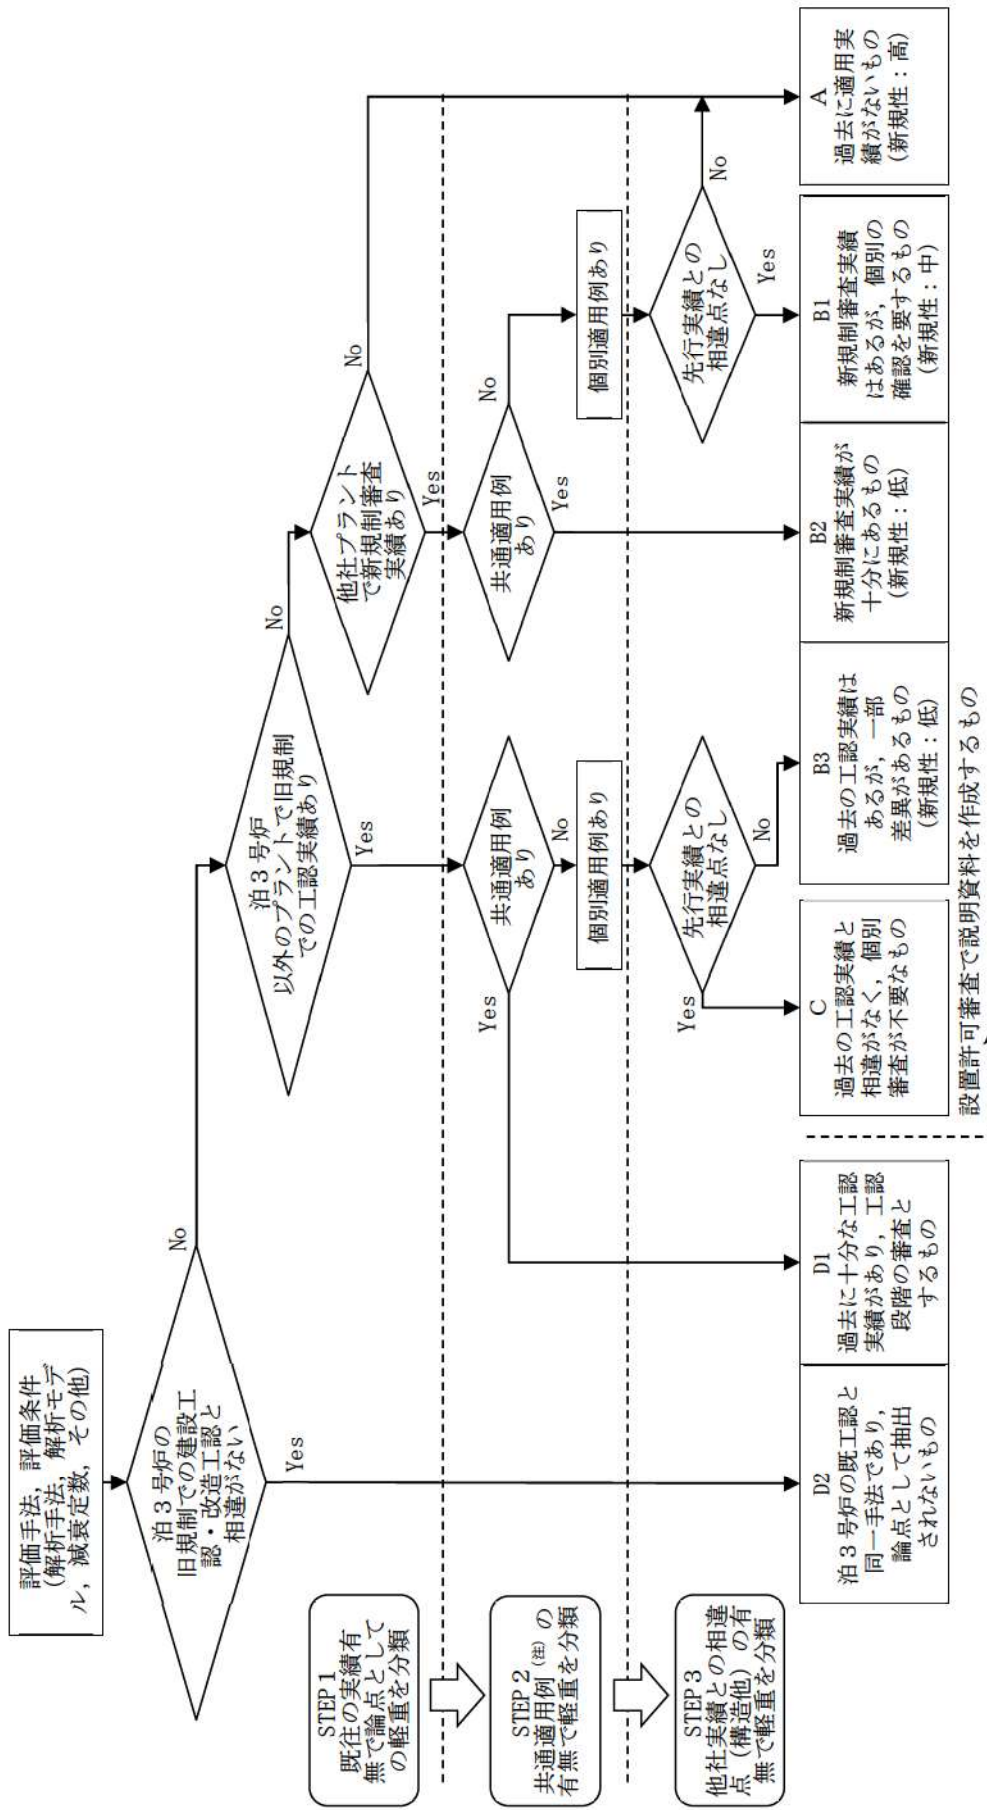 評価手法，評価条件
（解析手法，解析モデ
ル，減衰定数，その他）
泊３号炉の
旧規制での建設工
認・改造工認と
相違がない
No
Yes
泊３号炉
以外のプラントで旧規制
での工認実績あり
No
Yes
他社プラント
で新規制審査
実績あり
No
Yes
STEP1
既往の実績有
無で論点として
の軽重を分類
STEP２
共通適用例（注）の
有無で軽重を分類
共通適用例
あり
Yes
No
個別適用例あり
共通適用例
あり
No
Yes
個別適用例あり
STEP３
他社実績との相違
点（構造他）の有
無で軽重を分類
先行実績との
相違点なし
Yes
No
先行実績との
相違点なし
No
Yes
D2
泊３号炉の既工認と
同一手法であり，
論点として抽出
されないもの
D1
過去に十分な工認
実績があり，工認
段階の審査と
するもの
C
過去の工認実績と
相違がなく，個別
審査が不要なもの
B3
過去の工認実績は
あるが，一部
差異があるもの
（新規性：低）
B2
新規制審査実績が
十分にあるもの
（新規性：低）
B1
新規制審査実績
はあるが，個別の
確認を要するもの
（新規性：中）
A
過去に適用実
績がないもの
（新規性：高）
設置許可審査で説明資料を作成するもの